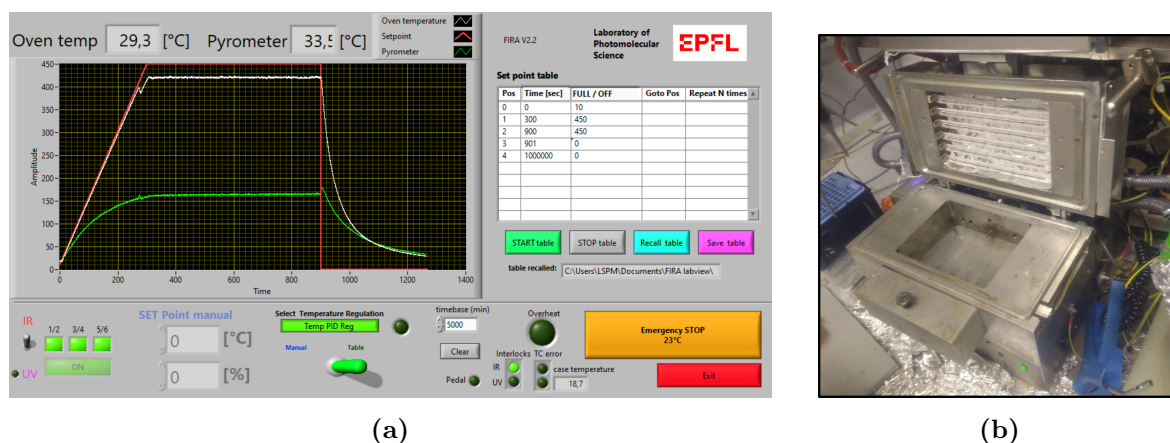 Oven temp 29,3 [°C] Pyrometer 33,5 [°C]
Oven temperature
Setpoint
Pyrometer
450
400
350
300
250
200
150
100
50
0
Amplitude
0 200 400 600 800 1000 1200 1400
Time
FIRA V2.2
Laboratory of
Photomolecular
Science
EPFL
Set point table
Pos Time [sec] FULL / OFF Goto Pos Repeat N times
0 0 10
1 300 450
2 900 450
3 901 0
4 1000000 0
START table STOP table Recall table Save table
table recalled: C:\Users\LSPM\Documents\FIRA labview\
IR
1/2 3/4 5/6
ON
UV
SET Point manual
0 [°C]
0 [%]
Select Temperature Regulation
Temp PID Reg
Manual Table
timebase (min)
5000
Clear
Pedal
Overheat
Interlocks TC error
IR
UV
case temperature
18,7
Emergency STOP
23°C
Exit
(a)
(b)